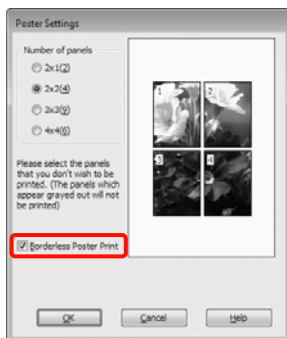 Poster Settings
Number of panels
2x1(2)
2x2(4)
3x3(9)
4x4(6)
Please select the panels
that you don't wish to be
printed. (The panels which
appear grayed out will not
be printed)
Borderless Poster Print
1
2
3
4
OK
Cancel
Help